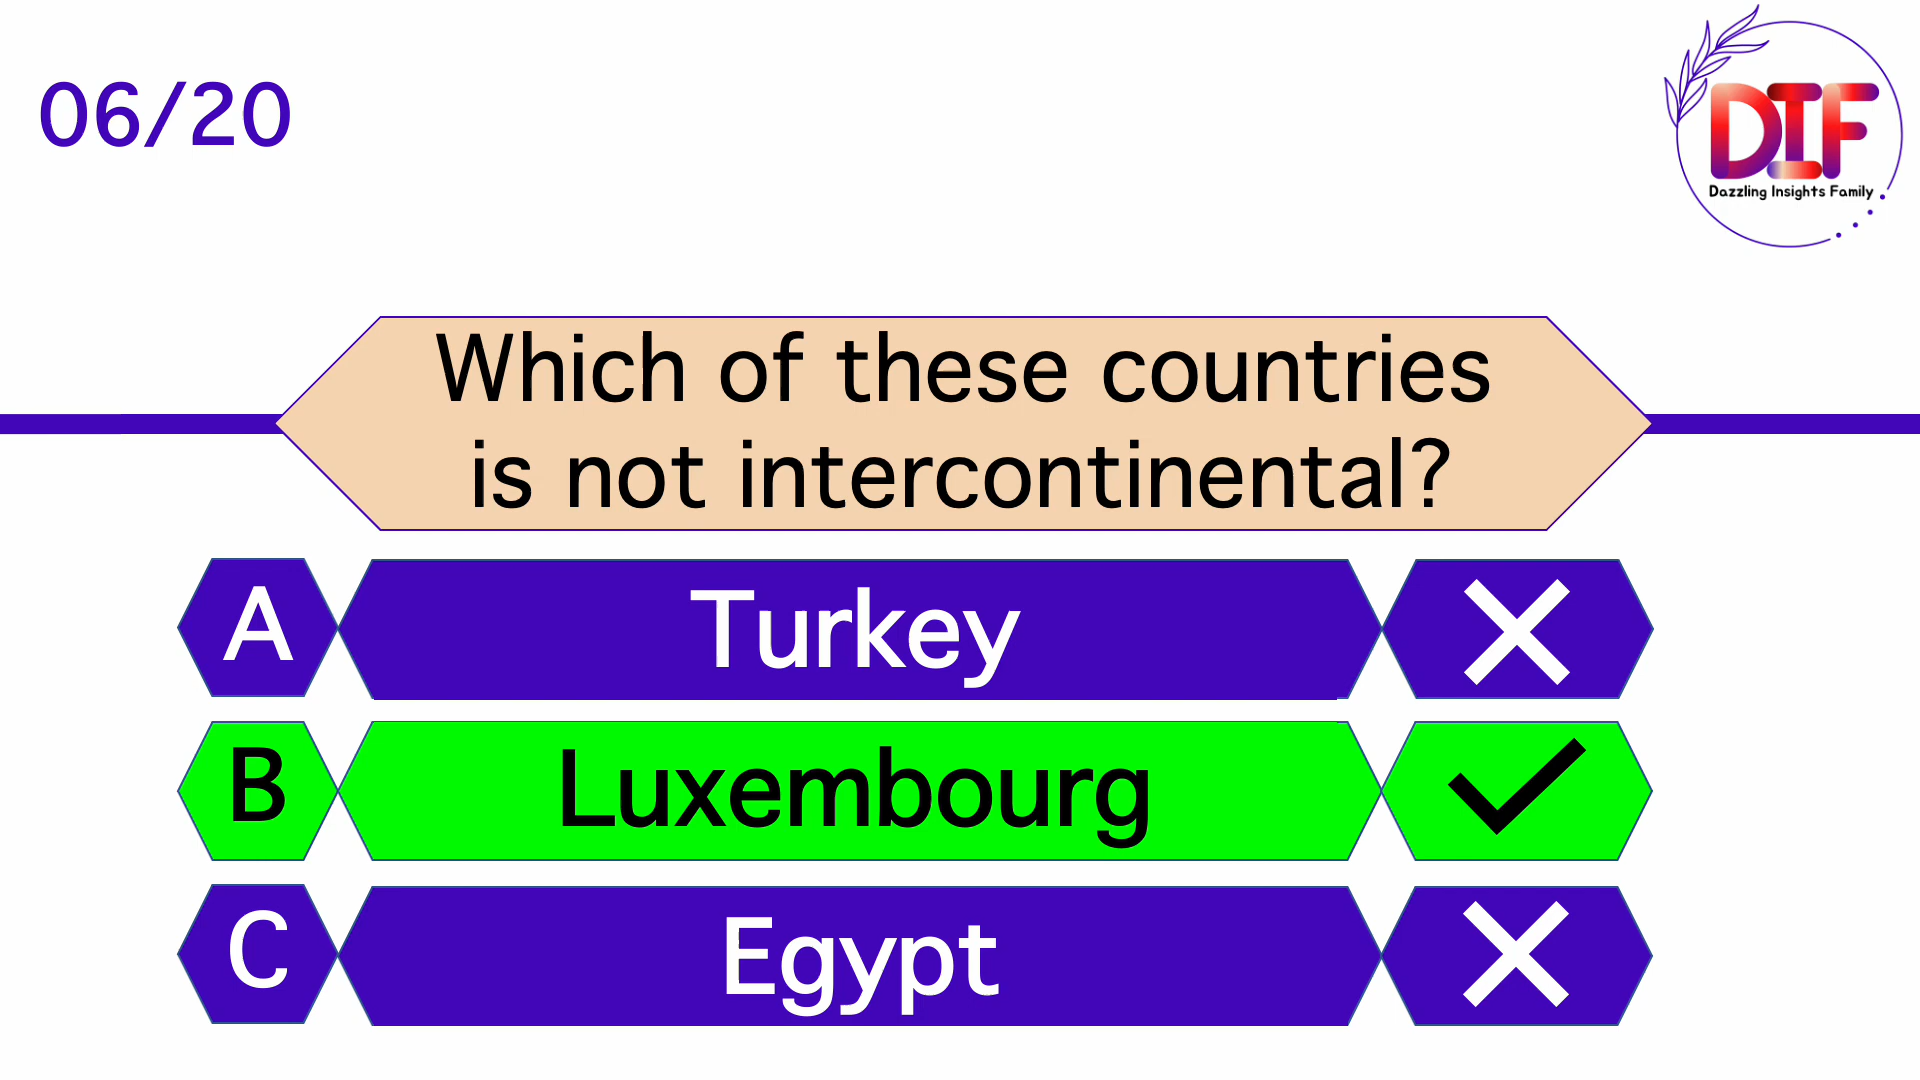 06/20
DIF
Dazzling Insights Family
Which of these countries
is not intercontinental?
A Turkey
B Luxembourg
C Egypt